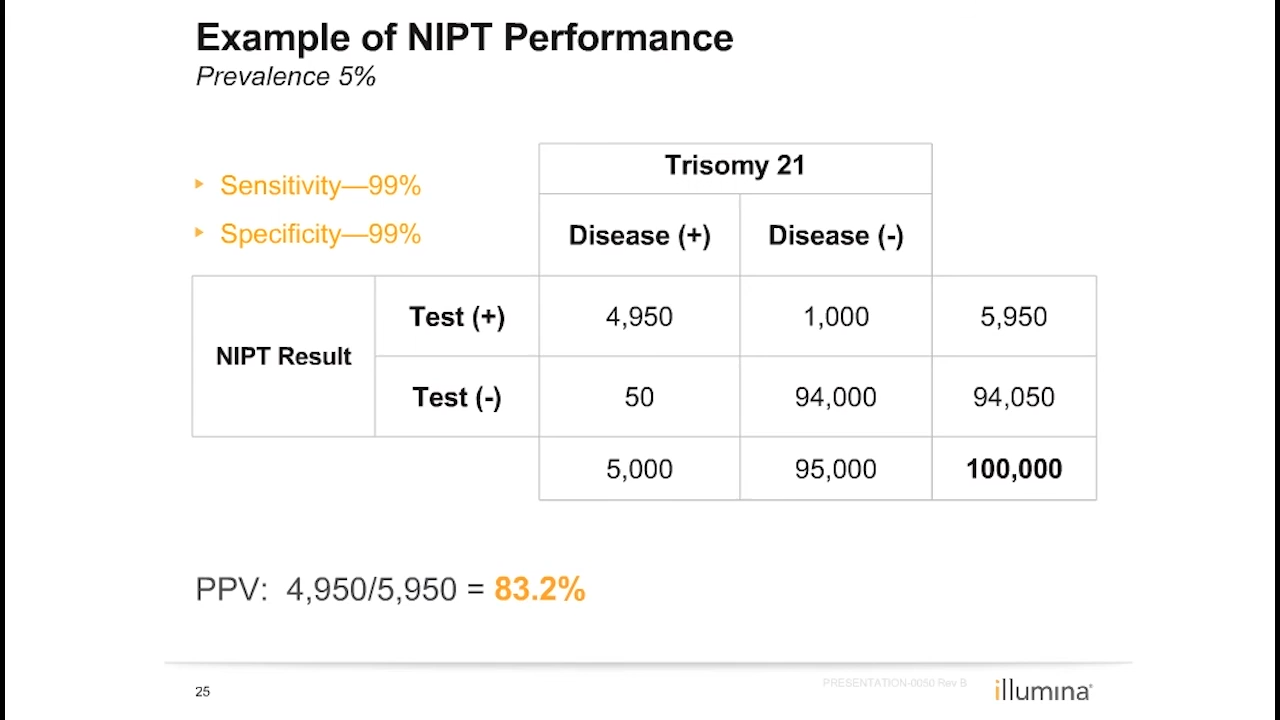 Example of NIPT Performance
Prevalence 5%
Sensitivity—99%
Specificity—99%
Trisomy 21
Disease (+) Disease (-)
NIPT Result
Test (+) 4,950 1,000 5,950
Test (-) 50 94,000 94,050
5,000 95,000 100,000
PPV: 4,950/5,950 = 83.2%
25
PRESENTATION-0050 Rev B
illumina®